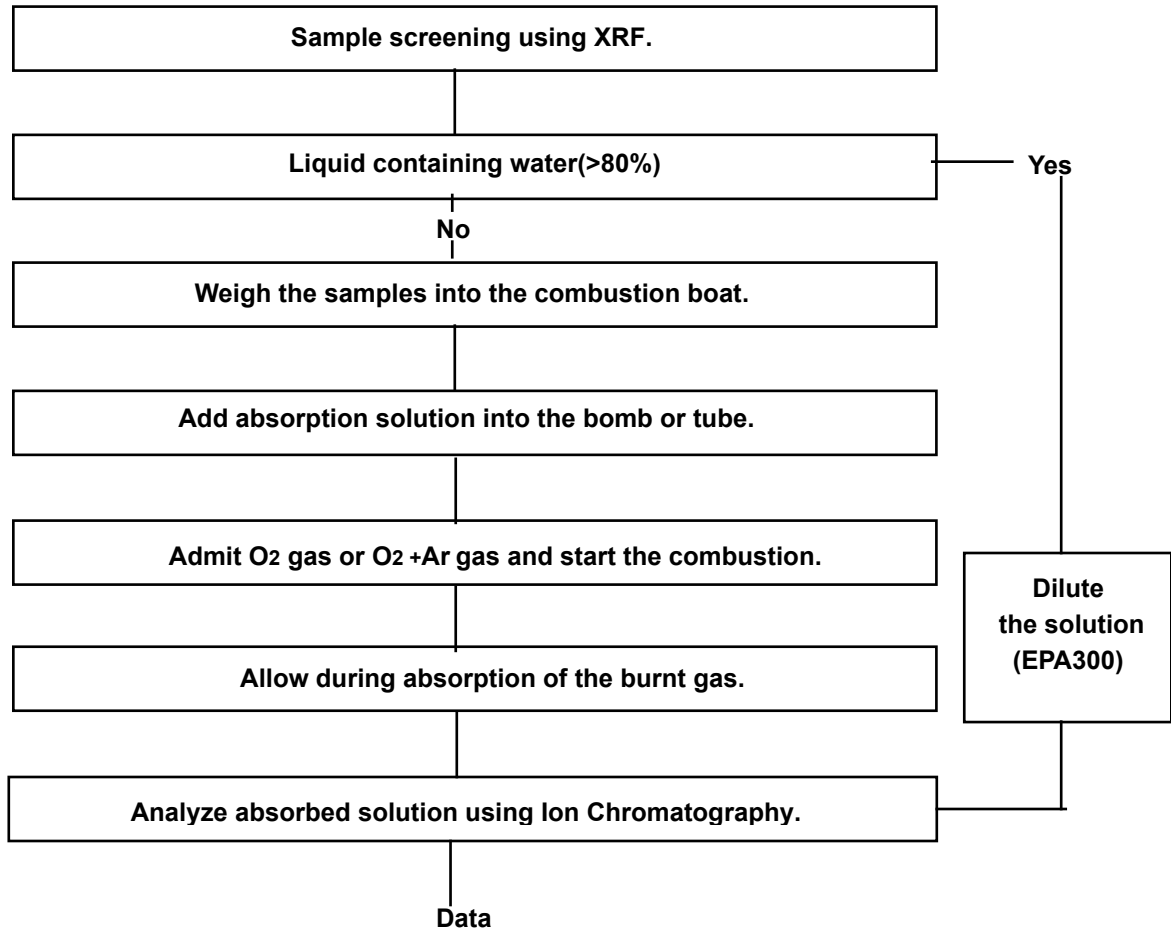 Sample screening using XRF.
Liquid containing water(>80%)
Yes
No
Weigh the samples into the combustion boat.
Add absorption solution into the bomb or tube.
Admit O2 gas or O2 +Ar gas and start the combustion.
Dilute
the solution
(EPA300)
Allow during absorption of the burnt gas.
Analyze absorbed solution using Ion Chromatography.
Data